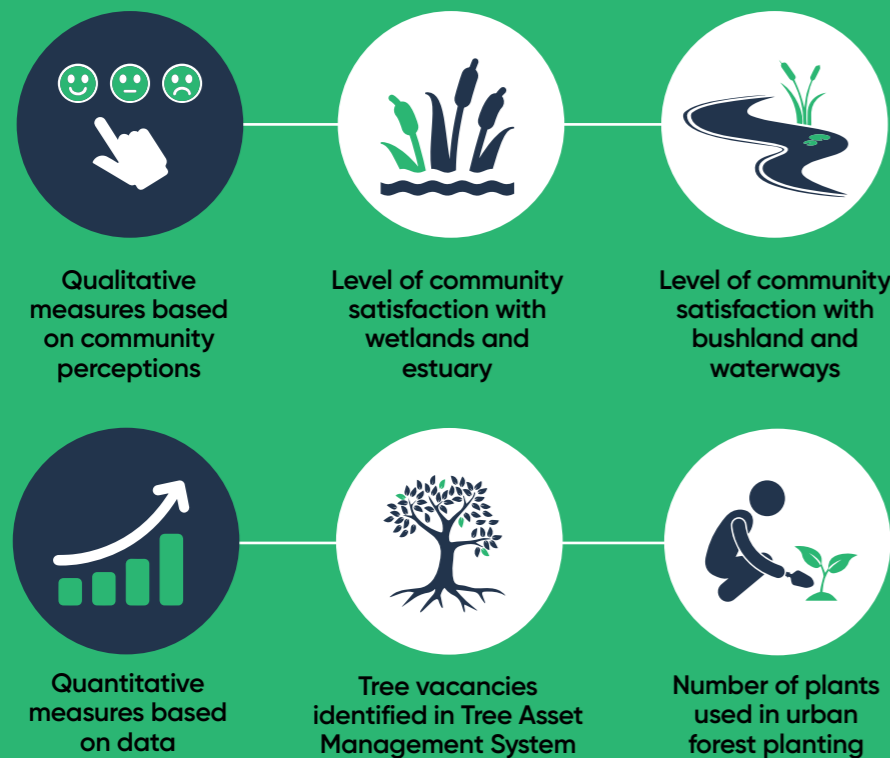 Qualitative
measures based
on community
perceptions
Level of community
satisfaction with
wetlands and
estuary
Level of community
satisfaction with
bushland and
waterways
Quantitative
measures based
on data
Tree vacancies
identified in Tree Asset
Management System
Number of plants
used in urban
forest planting